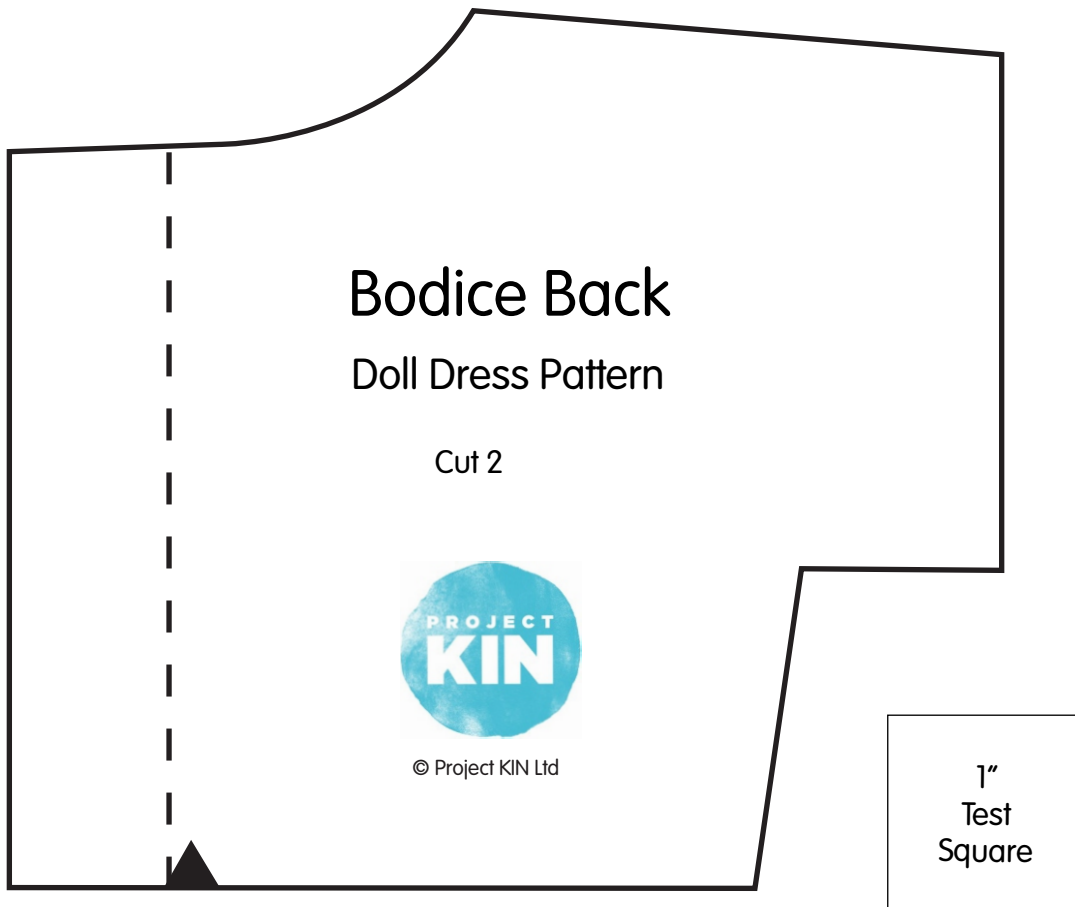 Bodice Back
Doll Dress Pattern
Cut 2
PROJECT
KIN
© Project KIN Ltd
1"
Test
Square